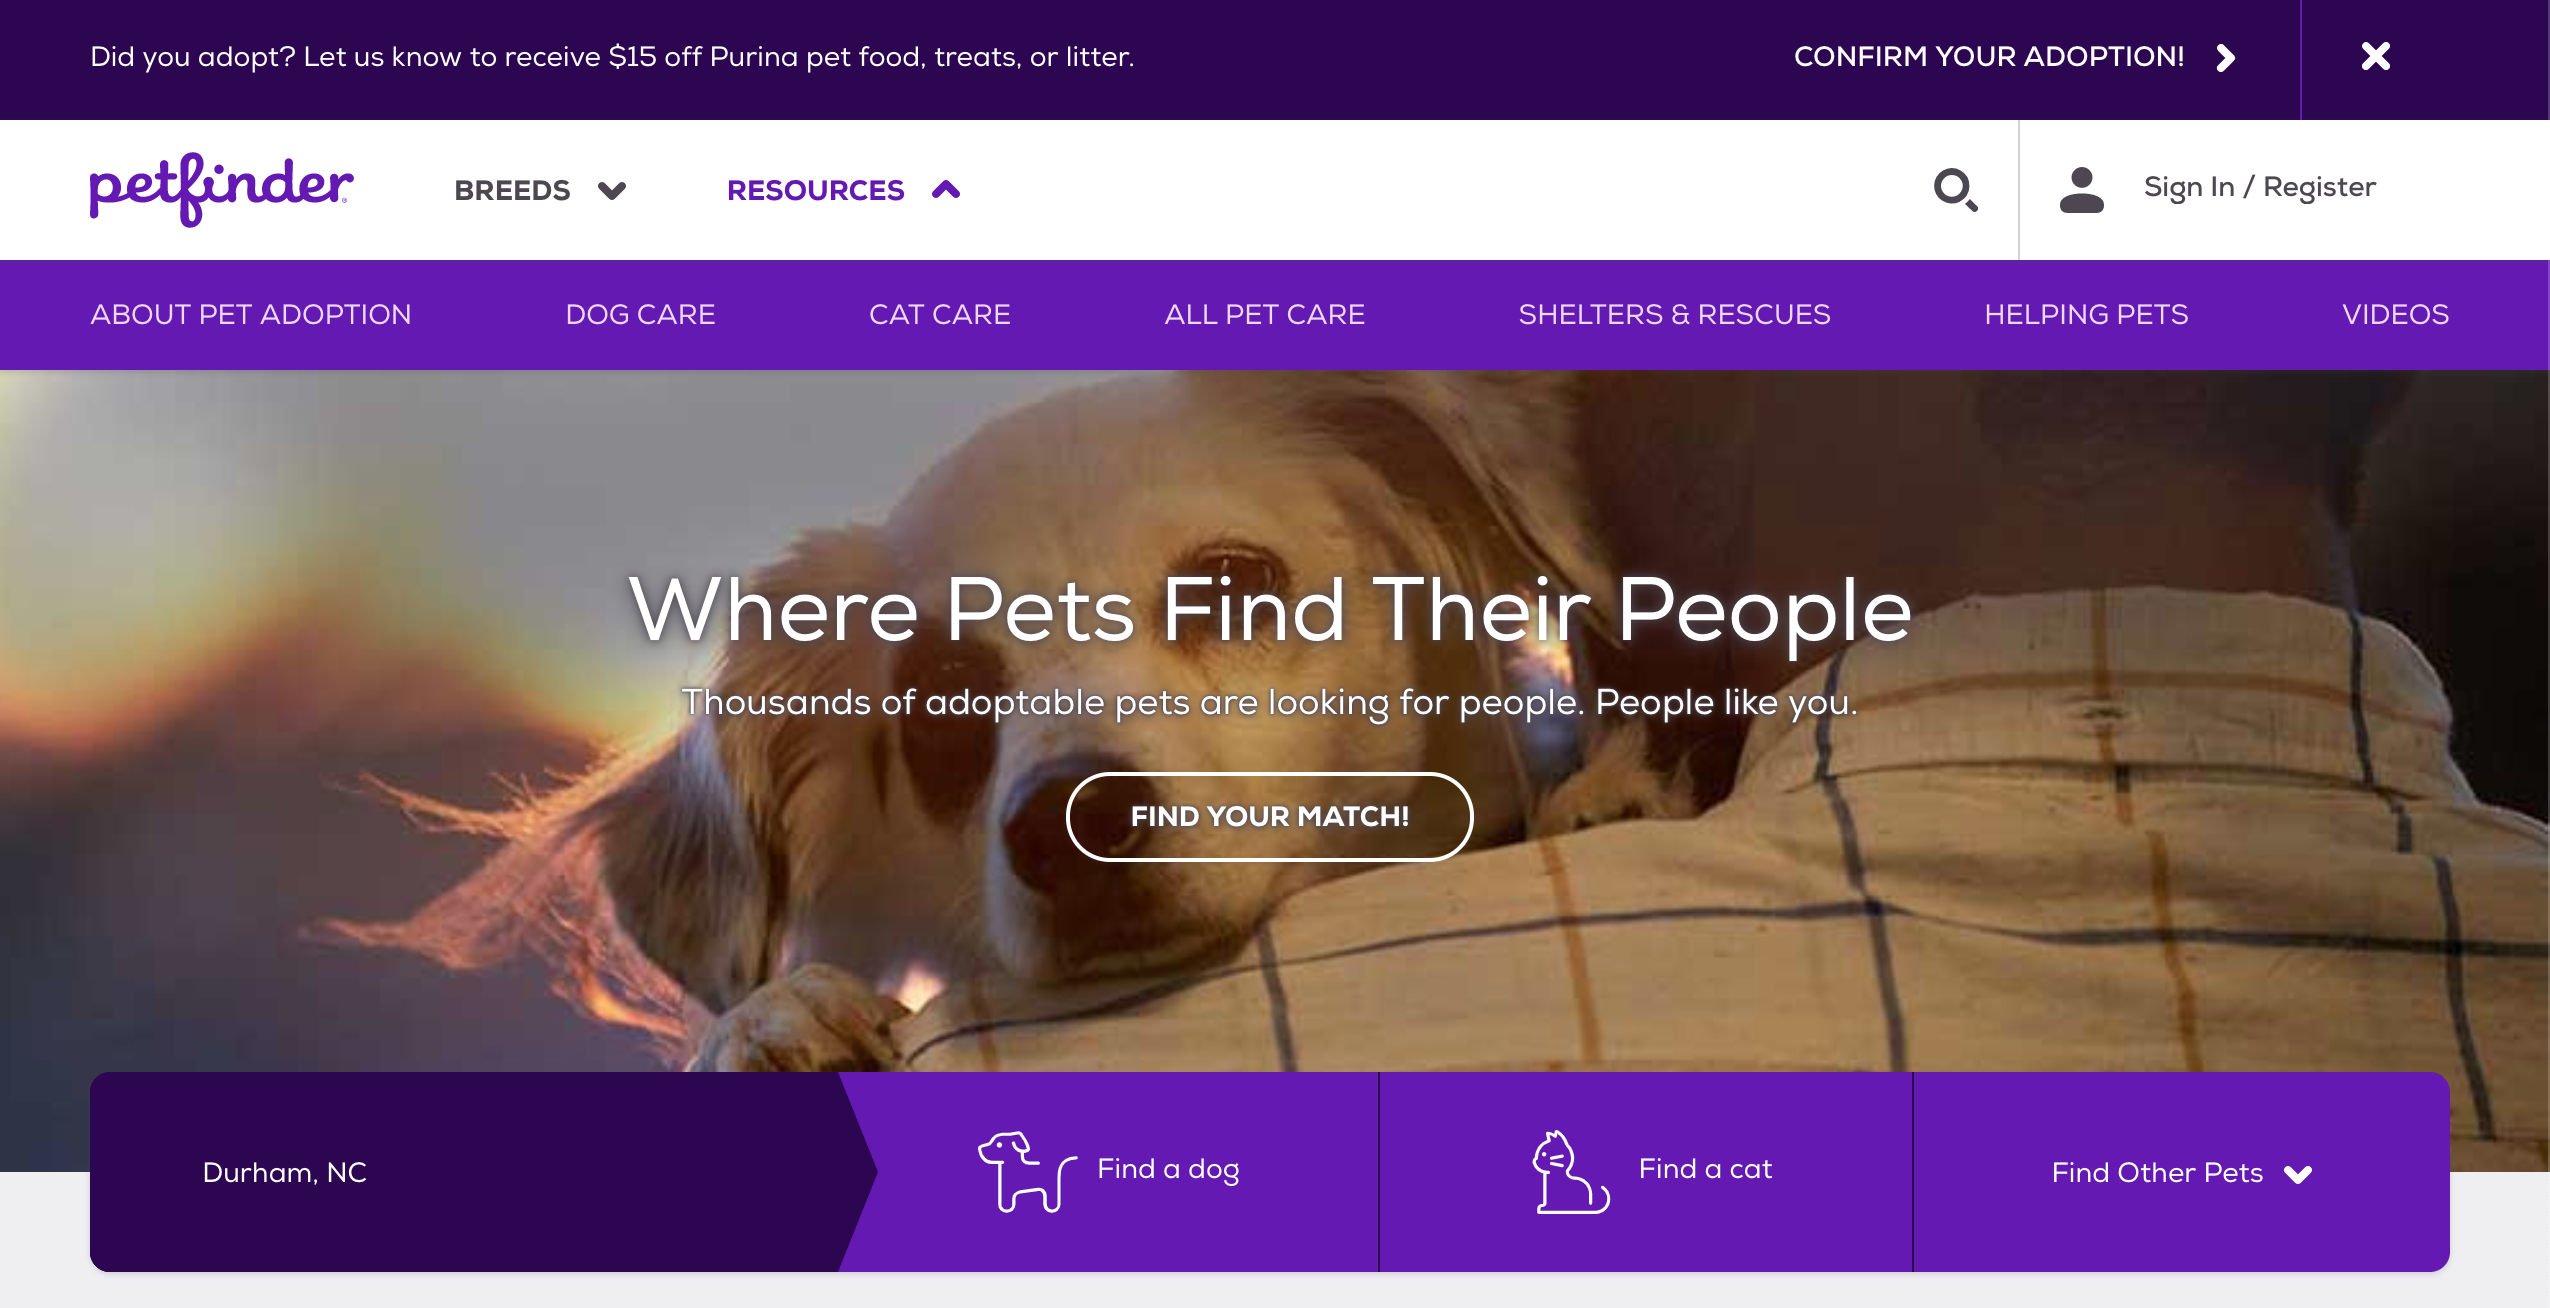 Did you adopt? Let us know to receive $15 off Purina pet food, treats, or litter.
CONFIRM YOUR ADOPTION!
petfinder
BREEDS
RESOURCES
Sign In / Register
ABOUT PET ADOPTION
DOG CARE
CAT CARE
ALL PET CARE
SHELTERS & RESCUES
HELPING PETS
VIDEOS
Where Pets Find Their People
Thousands of adoptable pets are looking for people. People like you.
FIND YOUR MATCH!
Durham, NC
Find a dog
Find a cat
Find Other Pets